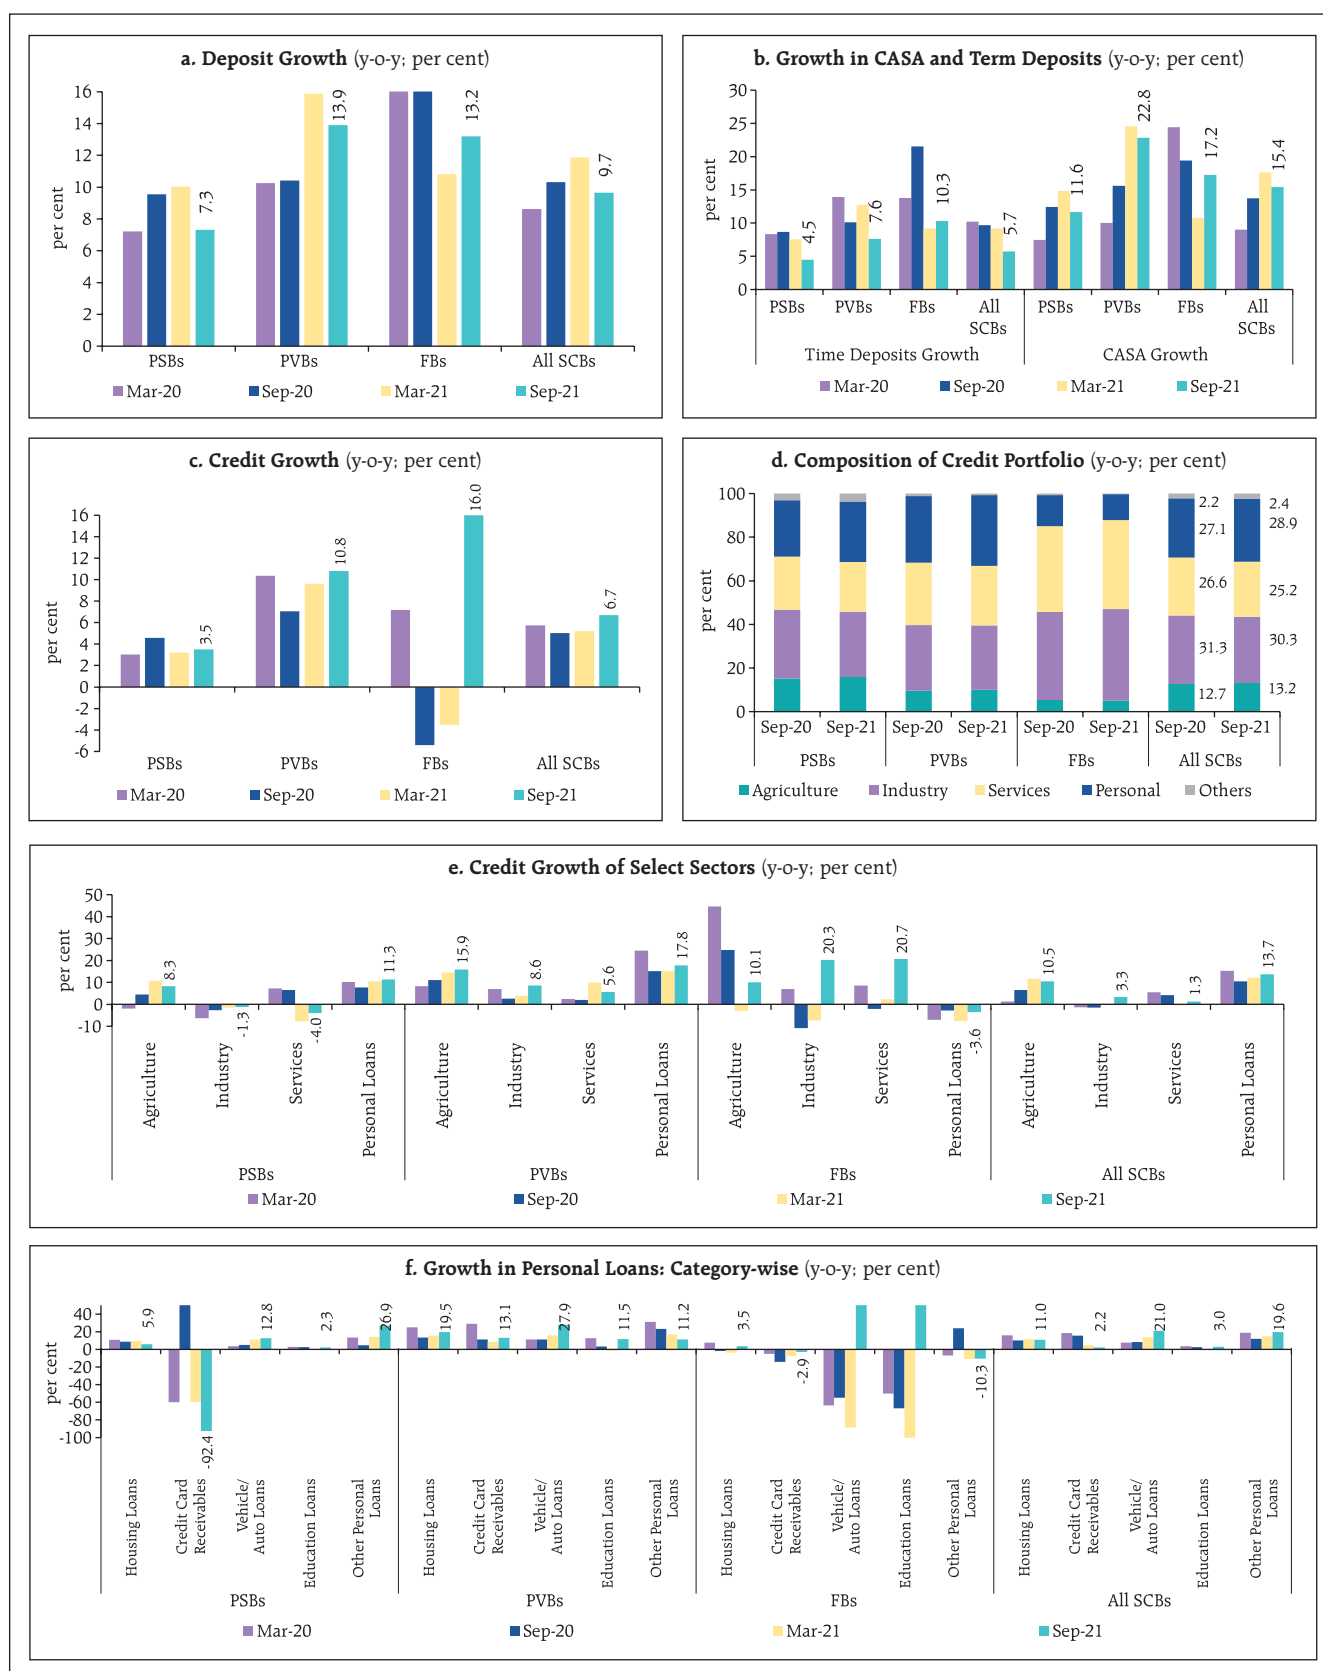 a. Deposit Growth (y-o-y; per cent)
per cent
16
14
12
10
8
6
4
2
0
7.3
13.9
13.2
9.7
PSBs PVBs FBs All SCBs
Mar-20 Sep-20 Mar-21 Sep-21
b. Growth in CASA and Term Deposits (y-o-y; per cent)
per cent
30
25
20
15
10
5
0
4.5
7.6
10.3
5.7
11.6
22.8
17.2
15.4
PSBs PVBs FBs All SCBs PSBs PVBs FBs All SCBs
Time Deposits Growth CASA Growth
Mar-20 Sep-20 Mar-21 Sep-21
c. Credit Growth (y-o-y; per cent)
per cent
16
14
12
10
8
6
4
2
0
-2
-4
-6
3.5
10.8
16.0
6.7
PSBs PVBs FBs All SCBs
Mar-20 Sep-20 Mar-21 Sep-21
d. Composition of Credit Portfolio (y-o-y; per cent)
per cent
100
80
60
40
20
0
2.2
27.1
26.6
31.3
12.7
2.4
28.9
25.2
30.3
13.2
Sep-20 Sep-21 Sep-20 Sep-21 Sep-20 Sep-21 Sep-20 Sep-21
PSBs PVBs FBs All SCBs
Agriculture Industry Services Personal Others
e. Credit Growth of Select Sectors (y-o-y; per cent)
per cent
50
40
30
20
10
0
-10
8.3
-1.3
-4.0
11.3
15.9
8.6
5.6
17.8
10.1
20.3
20.7
-3.6
10.5
3.3
1.3
13.7
Agriculture
Industry
Services
Personal Loans
Agriculture
Industry
Services
Personal Loans
Agriculture
Industry
Services
Personal Loans
Agriculture
Industry
Services
Personal Loans
PSBs PVBs FBs All SCBs
Mar-20 Sep-20 Mar-21 Sep-21
f. Growth in Personal Loans: Category-wise (y-o-y; per cent)
per cent
40
20
0
-20
-40
-60
-80
-100
5.9
-92.4
12.8
2.3
26.9
19.5
13.1
27.9
11.5
11.2
3.5
-2.9
-10.3
11.0
2.2
21.0
3.0
19.6
Housing Loans
Credit Card
Receivables
Vehicle/
Auto Loans
Education Loans
Other Personal
Loans
Housing Loans
Credit Card
Receivables
Vehicle/
Auto Loans
Education Loans
Other Personal
Loans
Housing Loans
Credit Card
Receivables
Vehicle/
Auto Loans
Education Loans
Other Personal
Loans
Housing Loans
Credit Card
Receivables
Vehicle/
Auto Loans
Education Loans
Other Personal
Loans
PSBs PVBs FBs All SCBs
Mar-20 Sep-20 Mar-21 Sep-21